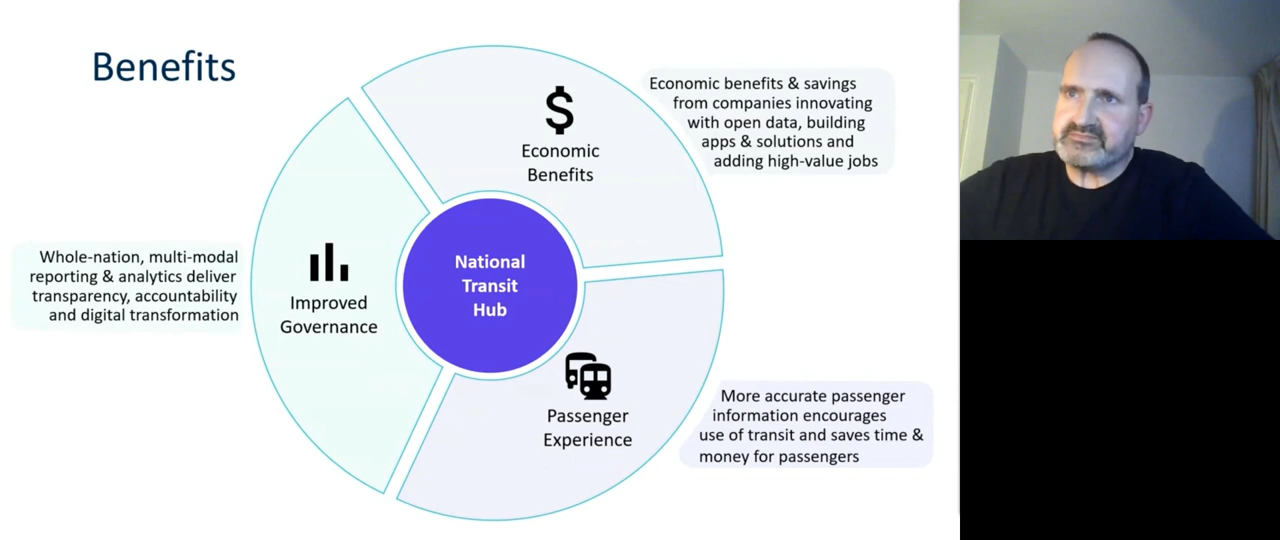 Benefits
$
Economic
Benefits
Economic benefits & savings
from companies innovating
with open data, building
apps & solutions and
adding high-value jobs
Whole-nation, multi-modal
reporting & analytics deliver
transparency, accountability
and digital transformation
Improved
Governance
National
Transit
Hub
Passenger
Experience
More accurate passenger
information encourages
use of transit and saves time &
money for passengers